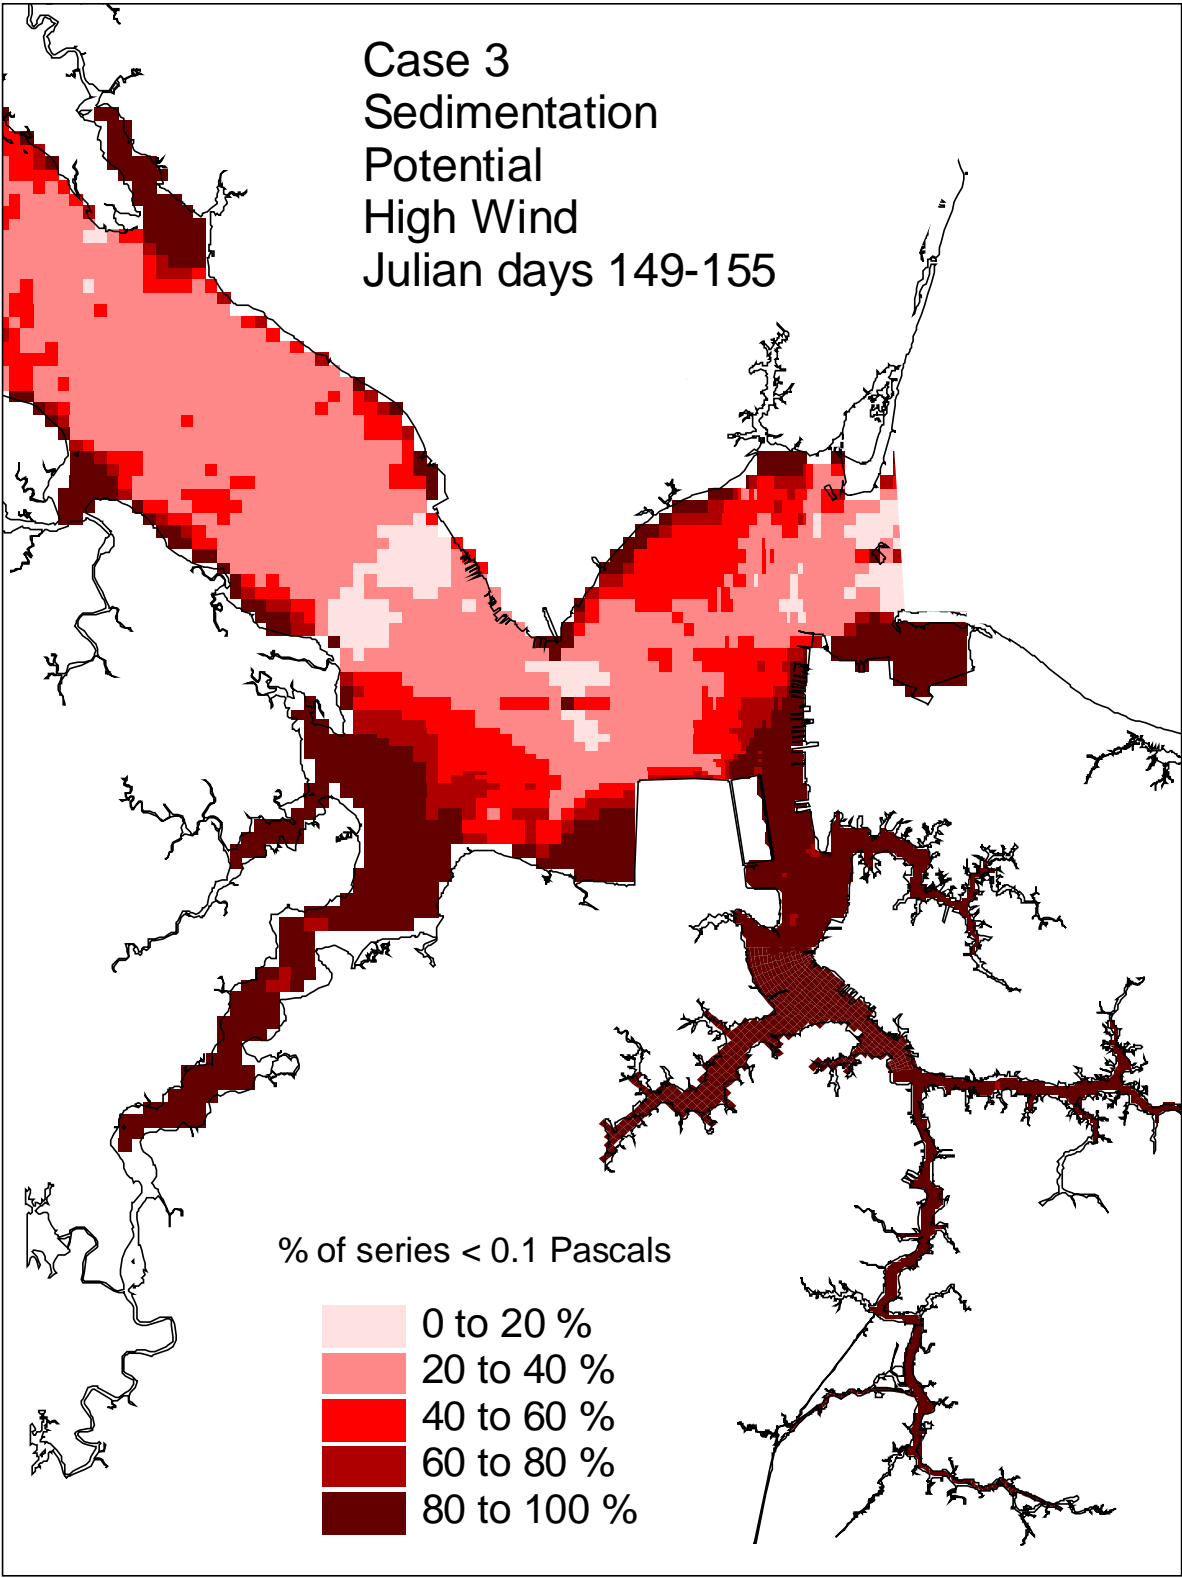 Case 3
Sedimentation
Potential
High Wind
Julian days 149-155
% of series < 0.1 Pascals
0 to 20 %
20 to 40 %
40 to 60 %
60 to 80 %
80 to 100 %